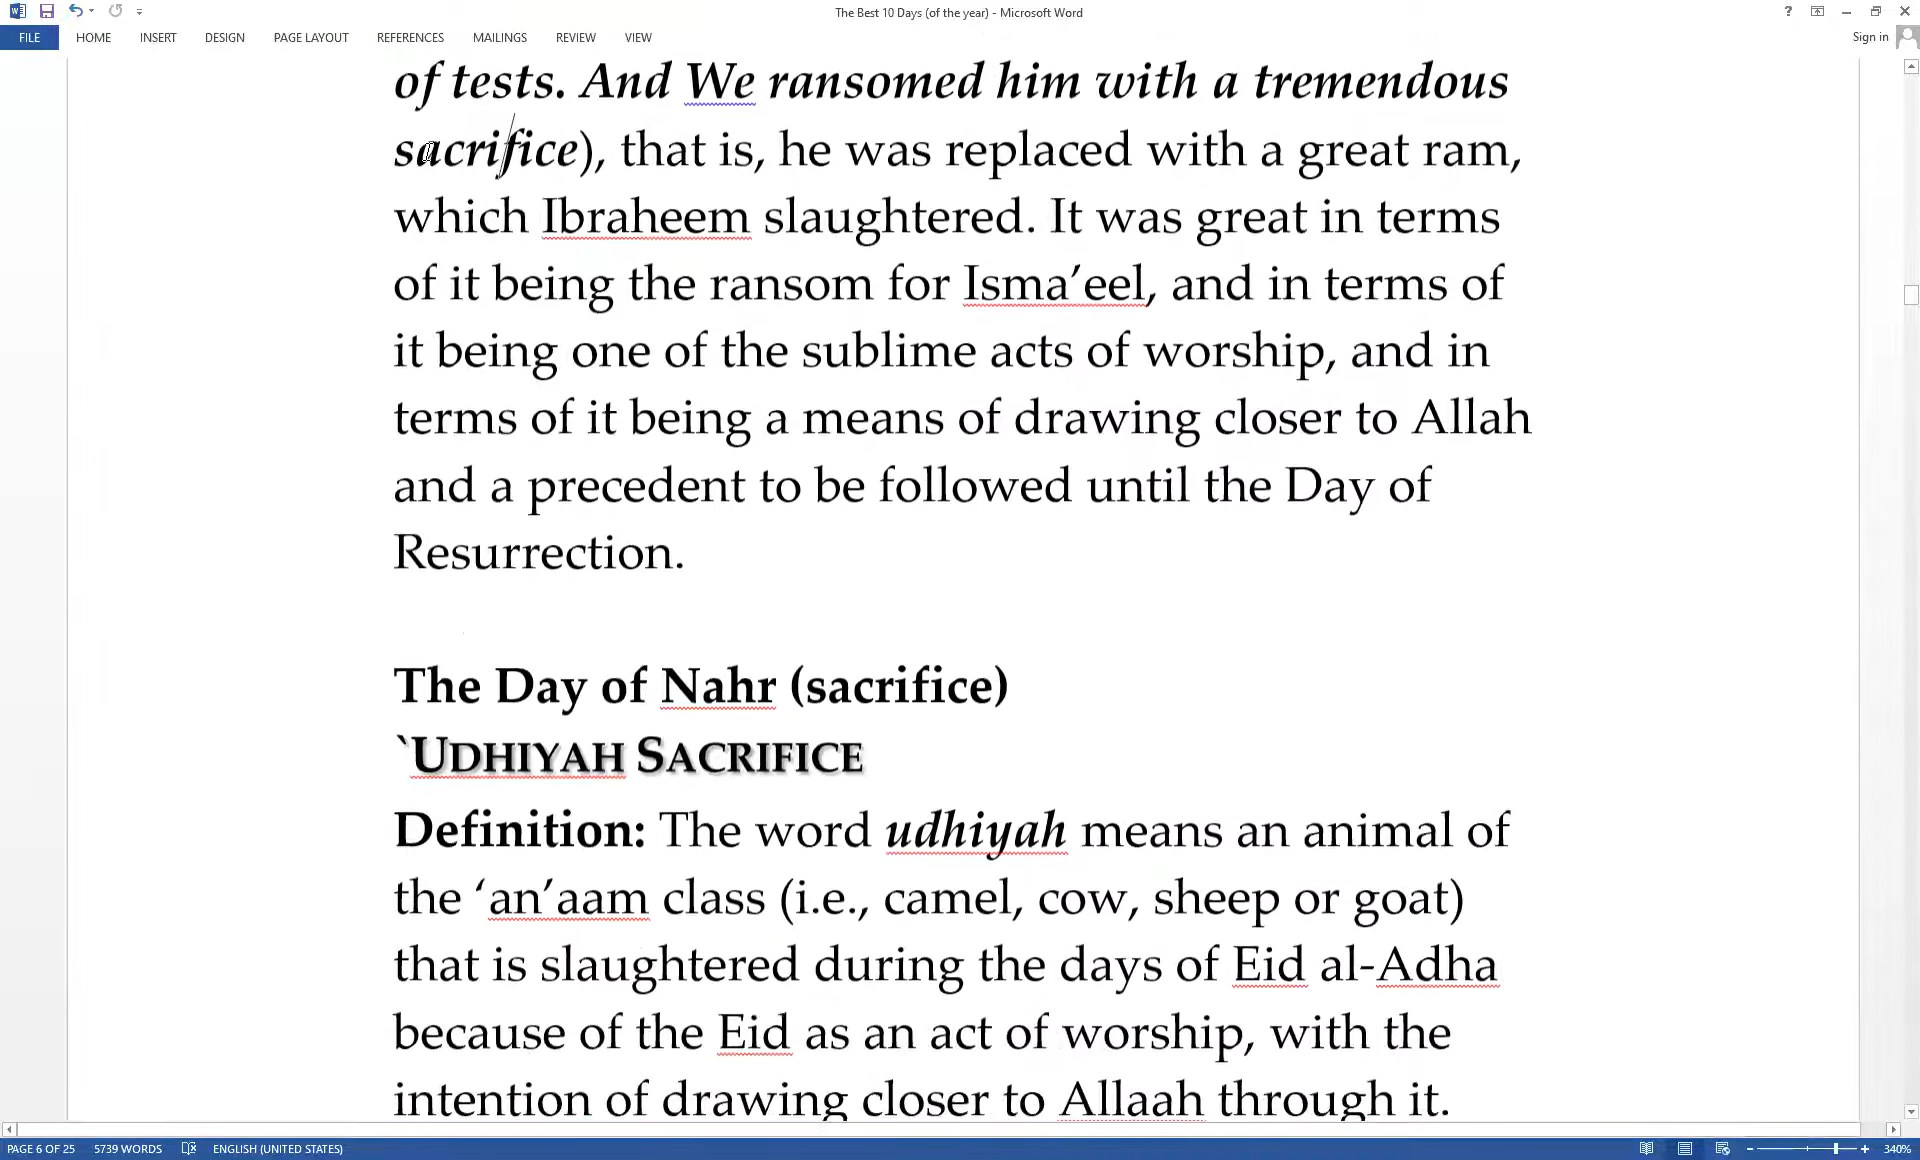 The Best 10 Days (of the year) - Microsoft Word
?
FILE HOME INSERT DESIGN PAGE LAYOUT REFERENCES MAILINGS REVIEW VIEW
Sign in
of tests. And We ransomed him with a tremendous
sacrifice), that is, he was replaced with a great ram,
which Ibraheem slaughtered. It was great in terms
of it being the ransom for Isma’eel, and in terms of
it being one of the sublime acts of worship, and in
terms of it being a means of drawing closer to Allah
and a precedent to be followed until the Day of
Resurrection.
The Day of Nahr (sacrifice)
`UDHIYAH SACRIFICE
Definition: The word udhiyah means an animal of
the ‘an’aam class (i.e., camel, cow, sheep or goat)
that is slaughtered during the days of Eid al-Adha
because of the Eid as an act of worship, with the
intention of drawing closer to Allaah through it.
PAGE 6 OF 25 5739 WORDS ENGLISH (UNITED STATES) 340%